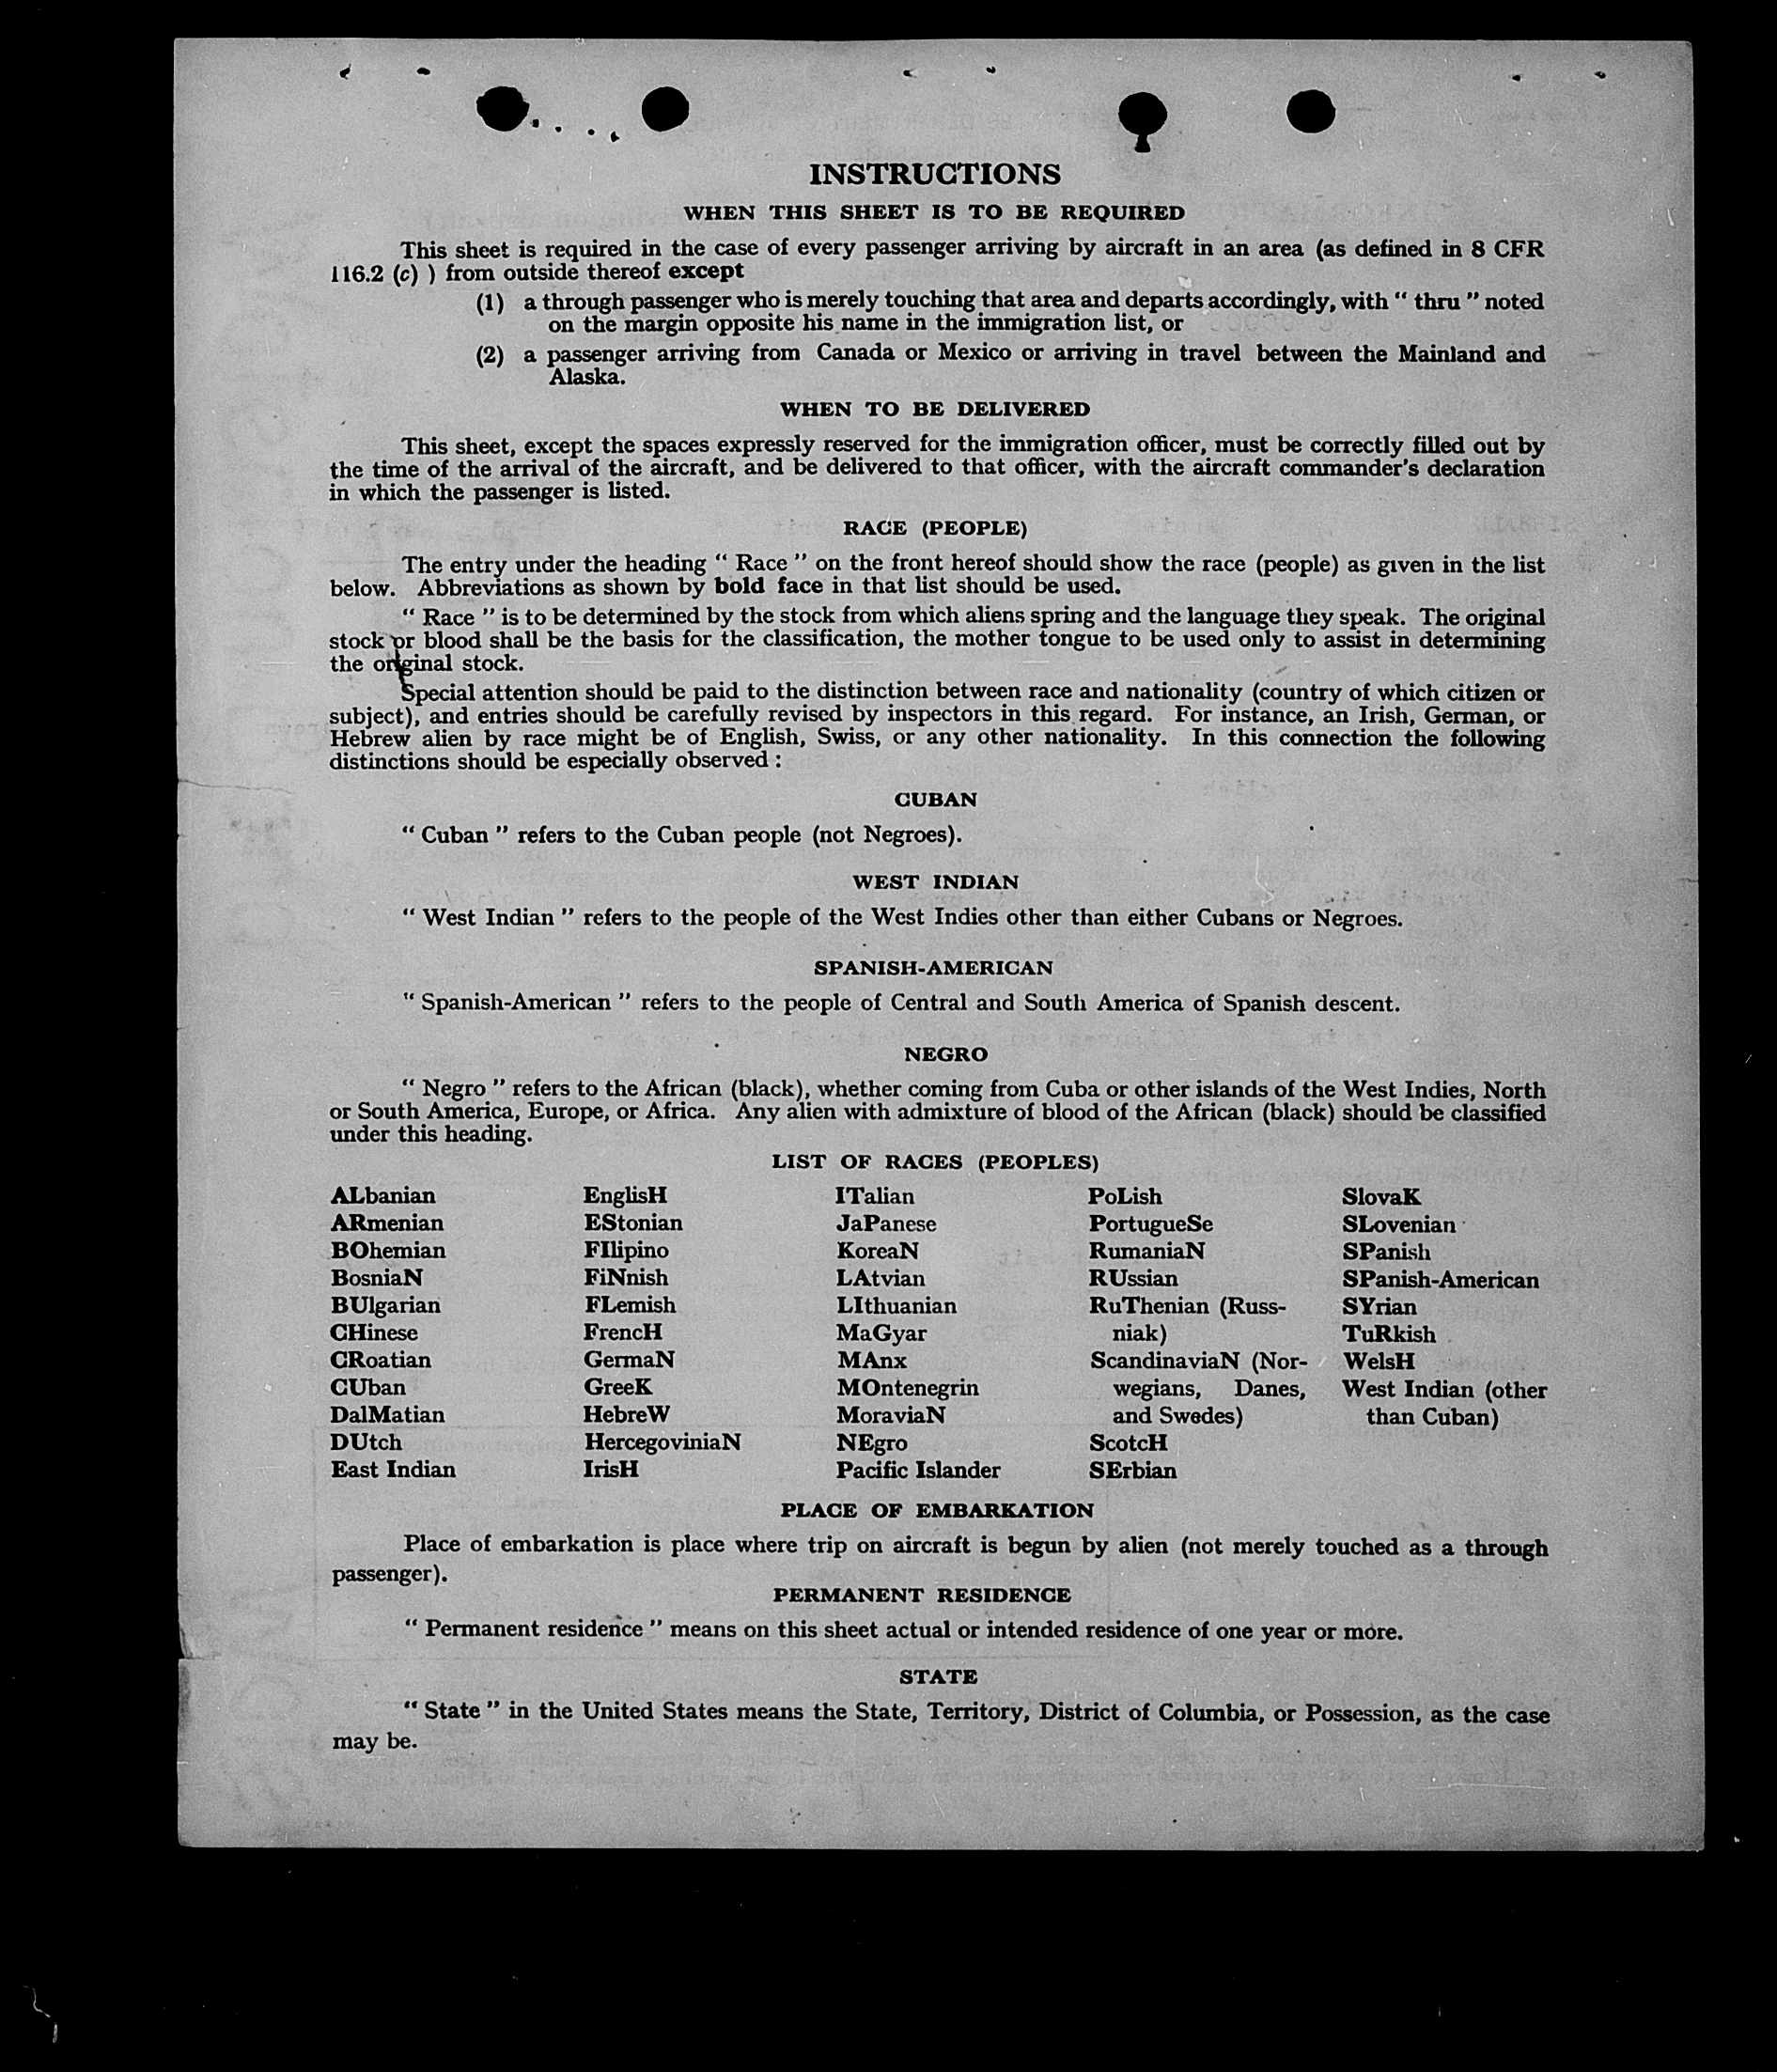 INSTRUCTIONS
WHEN THIS SHEET IS TO BE REQUIRED
This sheet is required in the case of every passenger arriving by aircraft in an area (as defined in 8 CFR
116.2 (c) ) from outside thereof except
(1) a through passenger who is merely touching that area and departs accordingly, with “ thru ” noted
on the margin opposite his name in the immigration list, or
(2) a passenger arriving from Canada or Mexico or arriving in travel between the Mainland and
Alaska.
WHEN TO BE DELIVERED
This sheet, except the spaces expressly reserved for the immigration officer, must be correctly filled out by
the time of the arrival of the aircraft, and be delivered to that officer, with the aircraft commander’s declaration
in which the passenger is listed.
RACE (PEOPLE)
The entry under the heading “ Race ” on the front hereof should show the race (people) as given in the list
below. Abbreviations as shown by bold face in that list should be used.
“ Race ” is to be determined by the stock from which aliens spring and the language they speak. The original
stock or blood shall be the basis for the classification, the mother tongue to be used only to assist in determining
the original stock.
Special attention should be paid to the distinction between race and nationality (country of which citizen or
subject), and entries should be carefully revised by inspectors in this regard. For instance, an Irish, German, or
Hebrew alien by race might be of English, Swiss, or any other nationality. In this connection the following
distinctions should be especially observed :
CUBAN
“ Cuban ” refers to the Cuban people (not Negroes).
WEST INDIAN
“ West Indian ” refers to the people of the West Indies other than either Cubans or Negroes.
SPANISH-AMERICAN
“ Spanish-American ” refers to the people of Central and South America of Spanish descent.
NEGRO
“ Negro ” refers to the African (black), whether coming from Cuba or other islands of the West Indies, North
or South America, Europe, or Africa. Any alien with admixture of blood of the African (black) should be classified
under this heading.
LIST OF RACES (PEOPLES)
ALbanian
ARmenian
BOhemian
BosniaN
BUlgarian
CHinese
CRoatian
CUban
DalMatian
DUtch
East Indian
EnglisH
EStonian
FIlipino
FiNnish
FLemish
FrencH
GermaN
GreeK
HebreW
HercegoviniaN
IrisH
ITalian
JaPanese
KoreaN
LAtvian
LIthuanian
MaGyar
MAnx
MOntenegrin
MoraviaN
NEgro
Pacific Islander
PoLish
PortugueSe
RumaniaN
RUssian
RuThenian (Russ-
niak)
ScandinaviaN (Nor-
wegians, Danes,
and Swedes)
ScotcH
SErbian
SlovaK
SLovenian
SPanish
SPanish-American
SYrian
TuRkish
WelsH
West Indian (other
than Cuban)
PLACE OF EMBARKATION
Place of embarkation is place where trip on aircraft is begun by alien (not merely touched as a through
passenger).
PERMANENT RESIDENCE
“ Permanent residence ” means on this sheet actual or intended residence of one year or more.
STATE
“ State ” in the United States means the State, Territory, District of Columbia, or Possession, as the case
may be.